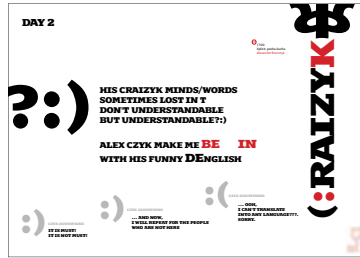 DAY 2
?:)
HIS CRAIZYK MINDS/WORDS
SOMETIMES LOST IN T
DON'T UNDERSTANDABLE
BUT UNDERSTANDABLE?:)
ALEX CZYK MAKE ME BE IN
WITH HIS FUNNY DENGLISH
:)
IT IS MUST!
IT IS NOT MUST!
:)
... AND NOW,
I WILL REPEAT FOR THE PEOPLE
WHO ARE NOT HERE
:(
.... OOH,
I CAN'T TRANSLATE
INTO ANY LANGUAGE???.
SORRY.
(:RAIZYK